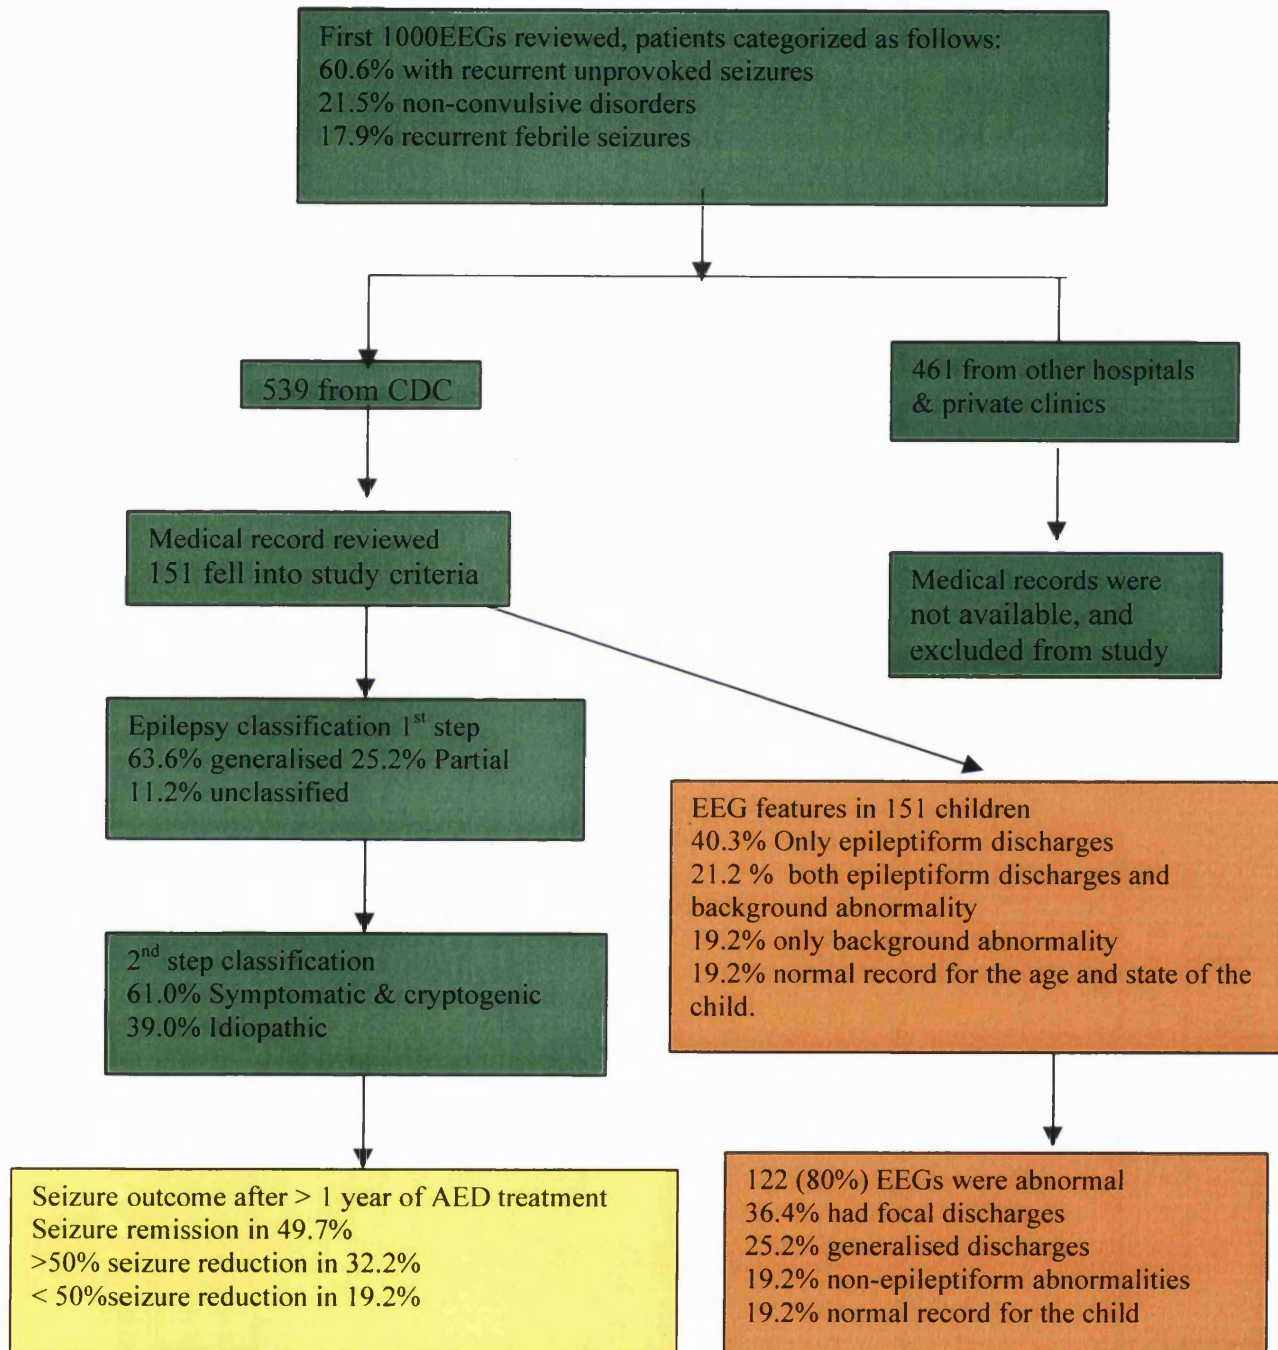 First 1000EEGs reviewed, patients categorized as follows:
60.6% with recurrent unprovoked seizures
21.5% non-convulsive disorders
17.9% recurrent febrile seizures
539 from CDC
461 from other hospitals
& private clinics
Medical record reviewed
151 fell into study criteria
Medical records were
not available, and
excluded from study
Epilepsy classification 1st step
63.6% generalised 25.2% Partial
11.2% unclassified
EEG features in 151 children
40.3% Only epileptiform discharges
21.2 % both epileptiform discharges and
background abnormality
19.2% only background abnormality
19.2% normal record for the age and state of the
child.
2nd step classification
61.0% Symptomatic & cryptogenic
39.0% Idiopathic
Seizure outcome after > 1 year of AED treatment
Seizure remission in 49.7%
>50% seizure reduction in 32.2%
< 50%seizure reduction in 19.2%
122 (80%) EEGs were abnormal
36.4% had focal discharges
25.2% generalised discharges
19.2% non-epileptiform abnormalities
19.2% normal record for the child